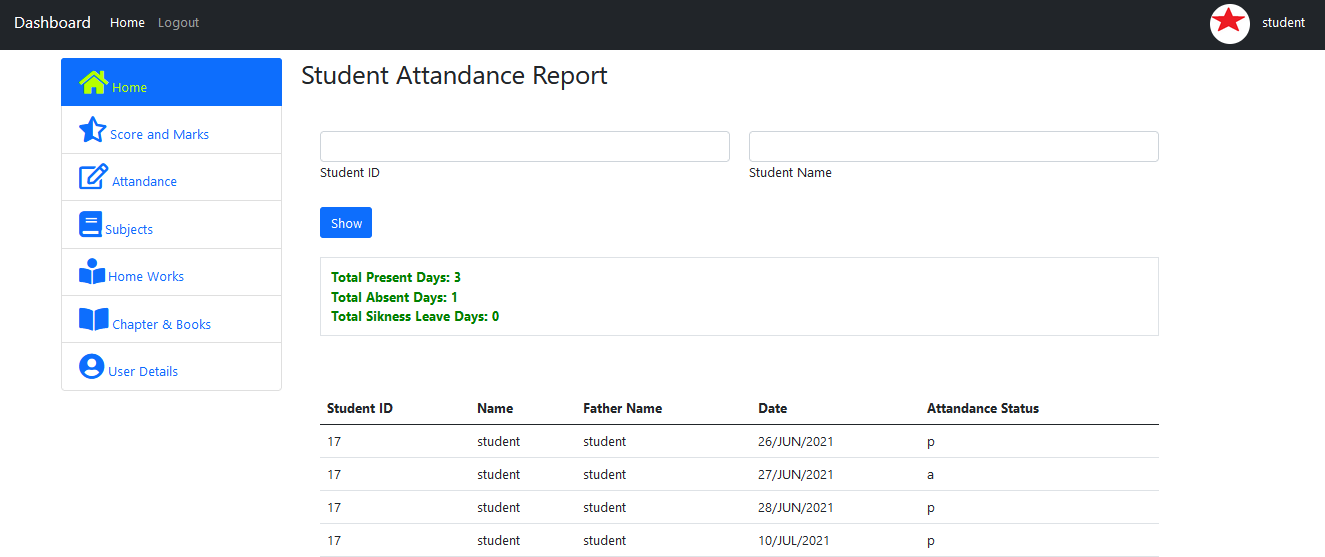 Dashboard Home Logout student
Home
Score and Marks
Attandance
Subjects
Home Works
Chapter & Books
User Details
Student Attandance Report
Student ID Student Name
Show
Total Present Days: 3
Total Absent Days: 1
Total Sikness Leave Days: 0
Student ID Name Father Name Date Attandance Status
17 student student 26/JUN/2021 p
17 student student 27/JUN/2021 a
17 student student 28/JUN/2021 p
17 student student 10/JUL/2021 p